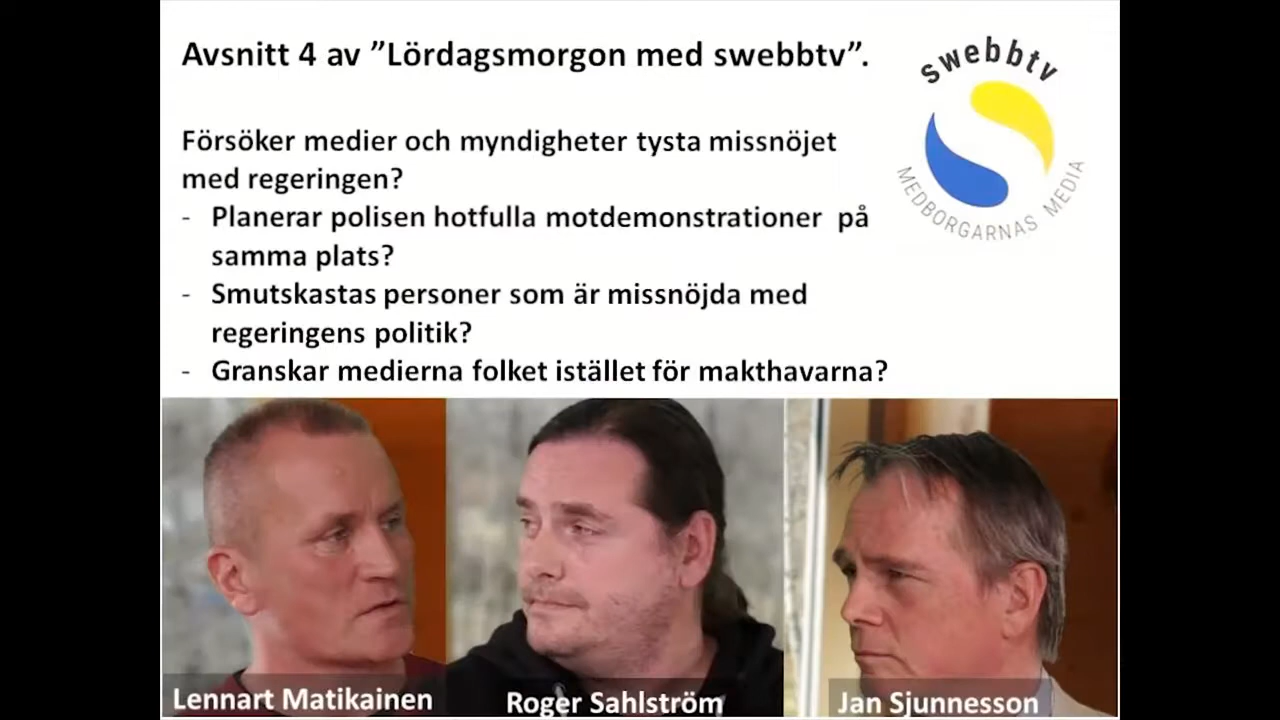 Avsnitt 4 av ”Lördagsmorgon med swebbtv”.
swebbtv
MEDBORGARNAS MEDIA
Försöker medier och myndigheter tysta missnöjet
med regeringen?
- Planerar polisen hotfulla motdemonstrationer på
samma plats?
- Smutskastas personer som är missnöjda med
regeringens politik?
- Granskar medierna folket istället för makthavarna?
Lennart Matikainen
Roger Sahlström
Jan Sjunnesson